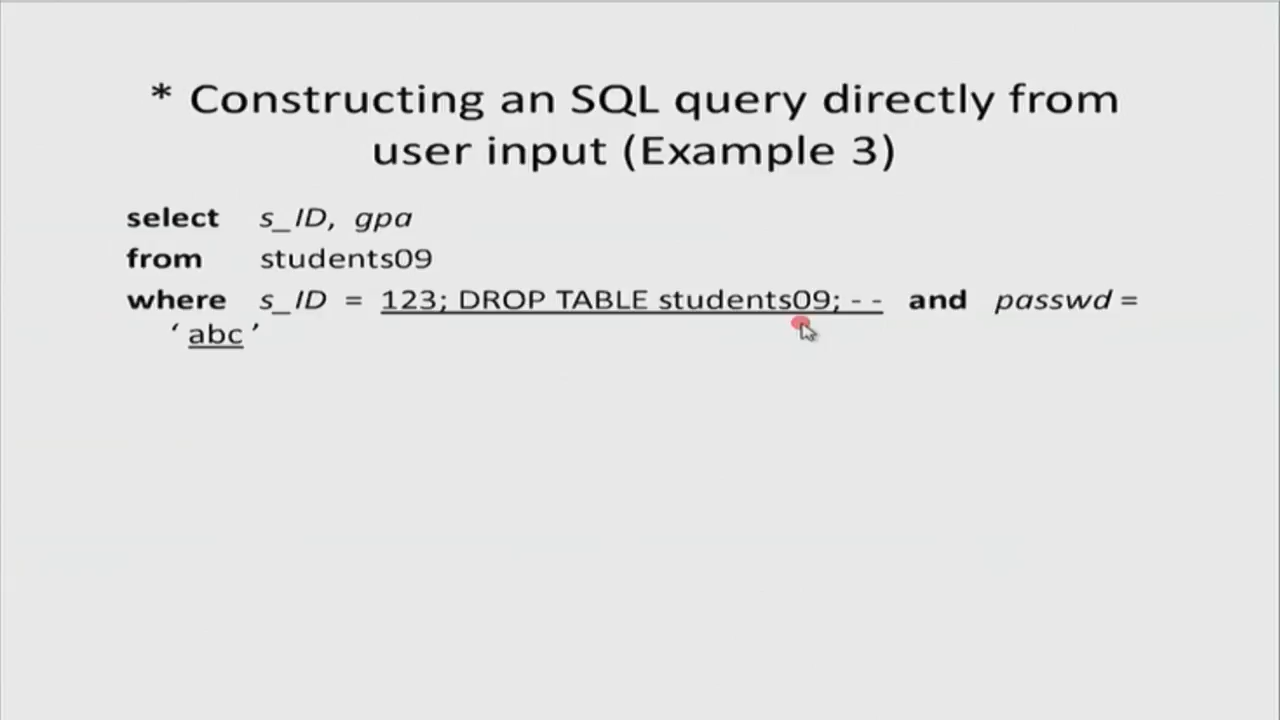 * Constructing an SQL query directly from
user input (Example 3)
select s_ID, gpa
from students09
where s_ID = 123; DROP TABLE students09; - - and passwd =
‘ abc ’